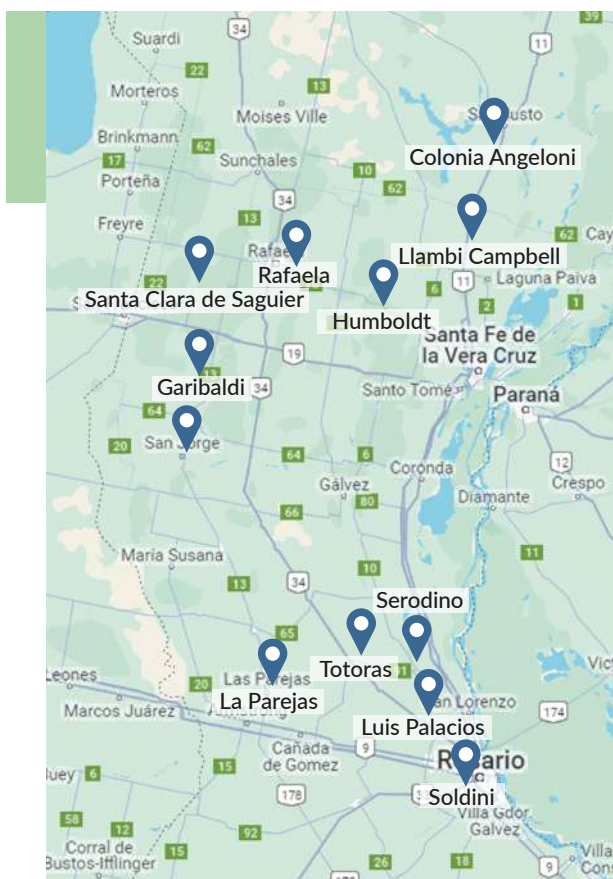 34
39
Suardi
11
22
Morteros
13
Moises Ville
Colonia Angeloni
Brinkmann
62
17
Sunchales
13
62
Porteña
34
Freyre
13
62
Rafaela
Llambi Campbell
22
Santa Clara de Saguier
6
11
Laguna Paiva
Humboldt
2
1
Santa Fe de
la Vera Cruz
19
Garibaldi
13
34
Santo Tomé
Paraná
64
20
San Jorge
64
6
Coronda
12
Gálvez
80
Crespo
Diamante
66
María Susana
11
13
34
10
Serodino
65
Totoras
Leones
20
Las Parejas
La Parejas
Marcos Juárez
Luis Palacios
San Lorenzo
174
Cañada
de Gomez
9
Rosario
6
15
178
Soldini
Villa Gdor.
Galvez
58
12
92
Corral de
Bustos-Ifflinger
15
26
18
9